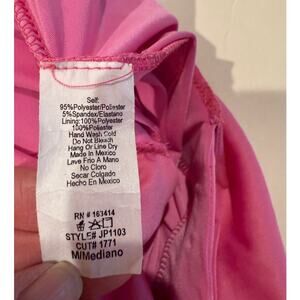 Self:
95%Polyester/Poliester
5%Spandex/Elastano
Lining:100%Polyester
100%Poliester
Hand Wash Cold
Do Not Bleach
Hang Or Line Dry
Made In Mexico
Lave Frio A Mano
No Cloro
Secar Colgado
Hecho En Mexico
RN # 163414
STYLE# JP1103
CUT# 1771
M/Mediano